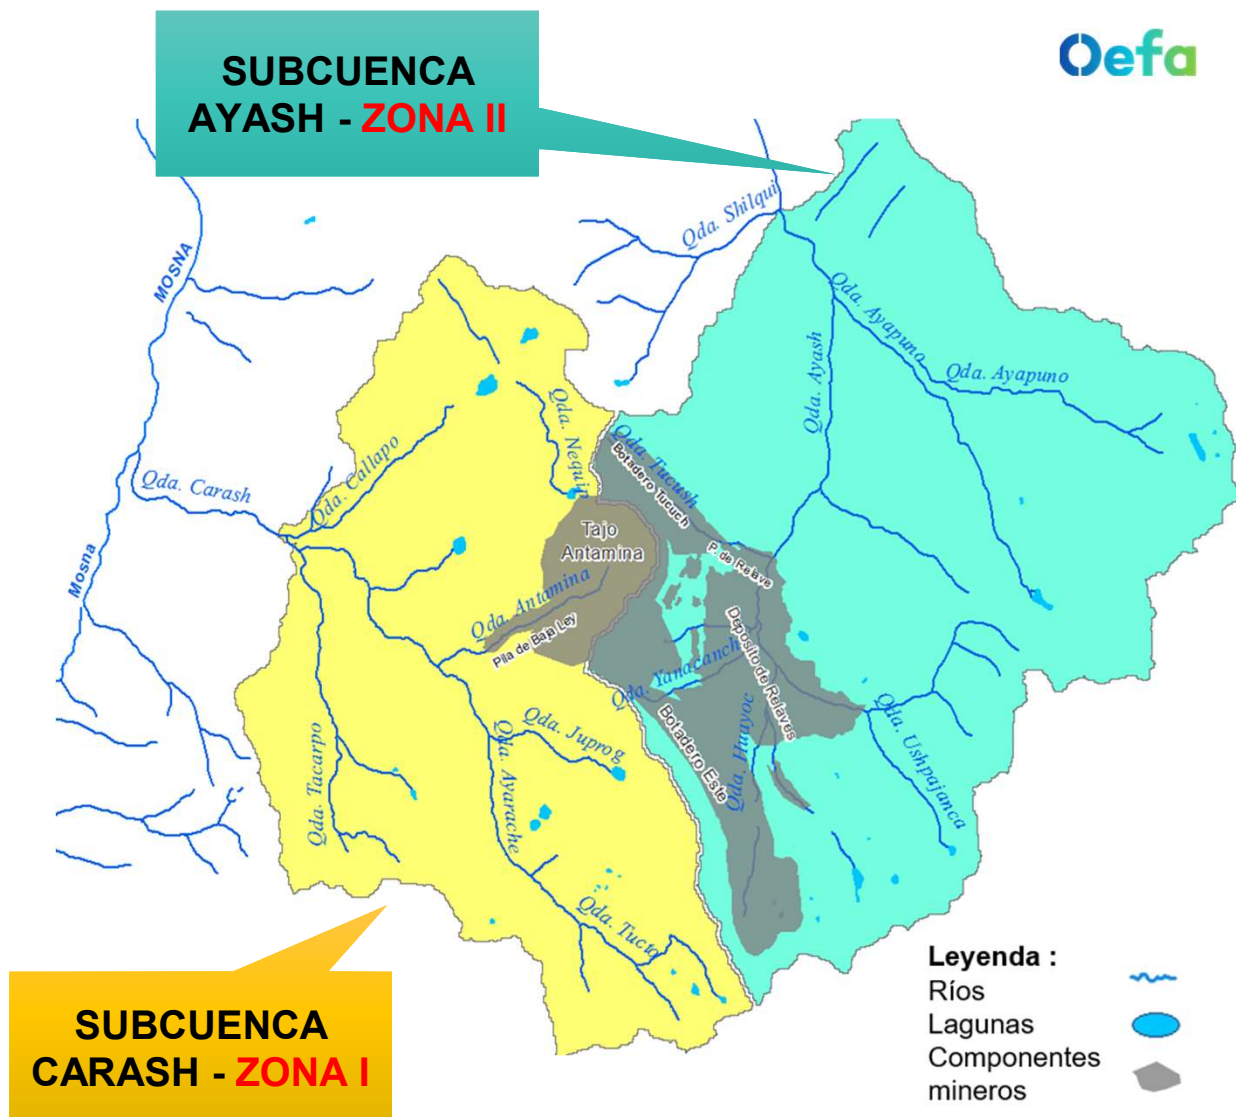 SUBCUENCA
AYASH - ZONA II
Oefa
Qda. Shilqui
MOSNA
Qda. Ayapuno
Qda. Ayash
Qda. Ayapuno
Qda. Nequip
Qda. Callapo
Qda. Carash
Qda. Tucush
Botadero Tucuch
Tajo
Antamina
P. de Relave
Mosna
Qda. Antamina
Pila de Baja Ley
Deposito de Relaves
Qda. Yanacanch
Qda. Huayoc
Botadero Este
Qda. Juprog
Qda. Ushpajanca
Qda. Tacarpo
Qda. Ayarache
Qda. Tucto
SUBCUENCA
CARASH - ZONA I
Leyenda :
Ríos
Lagunas
Componentes
mineros